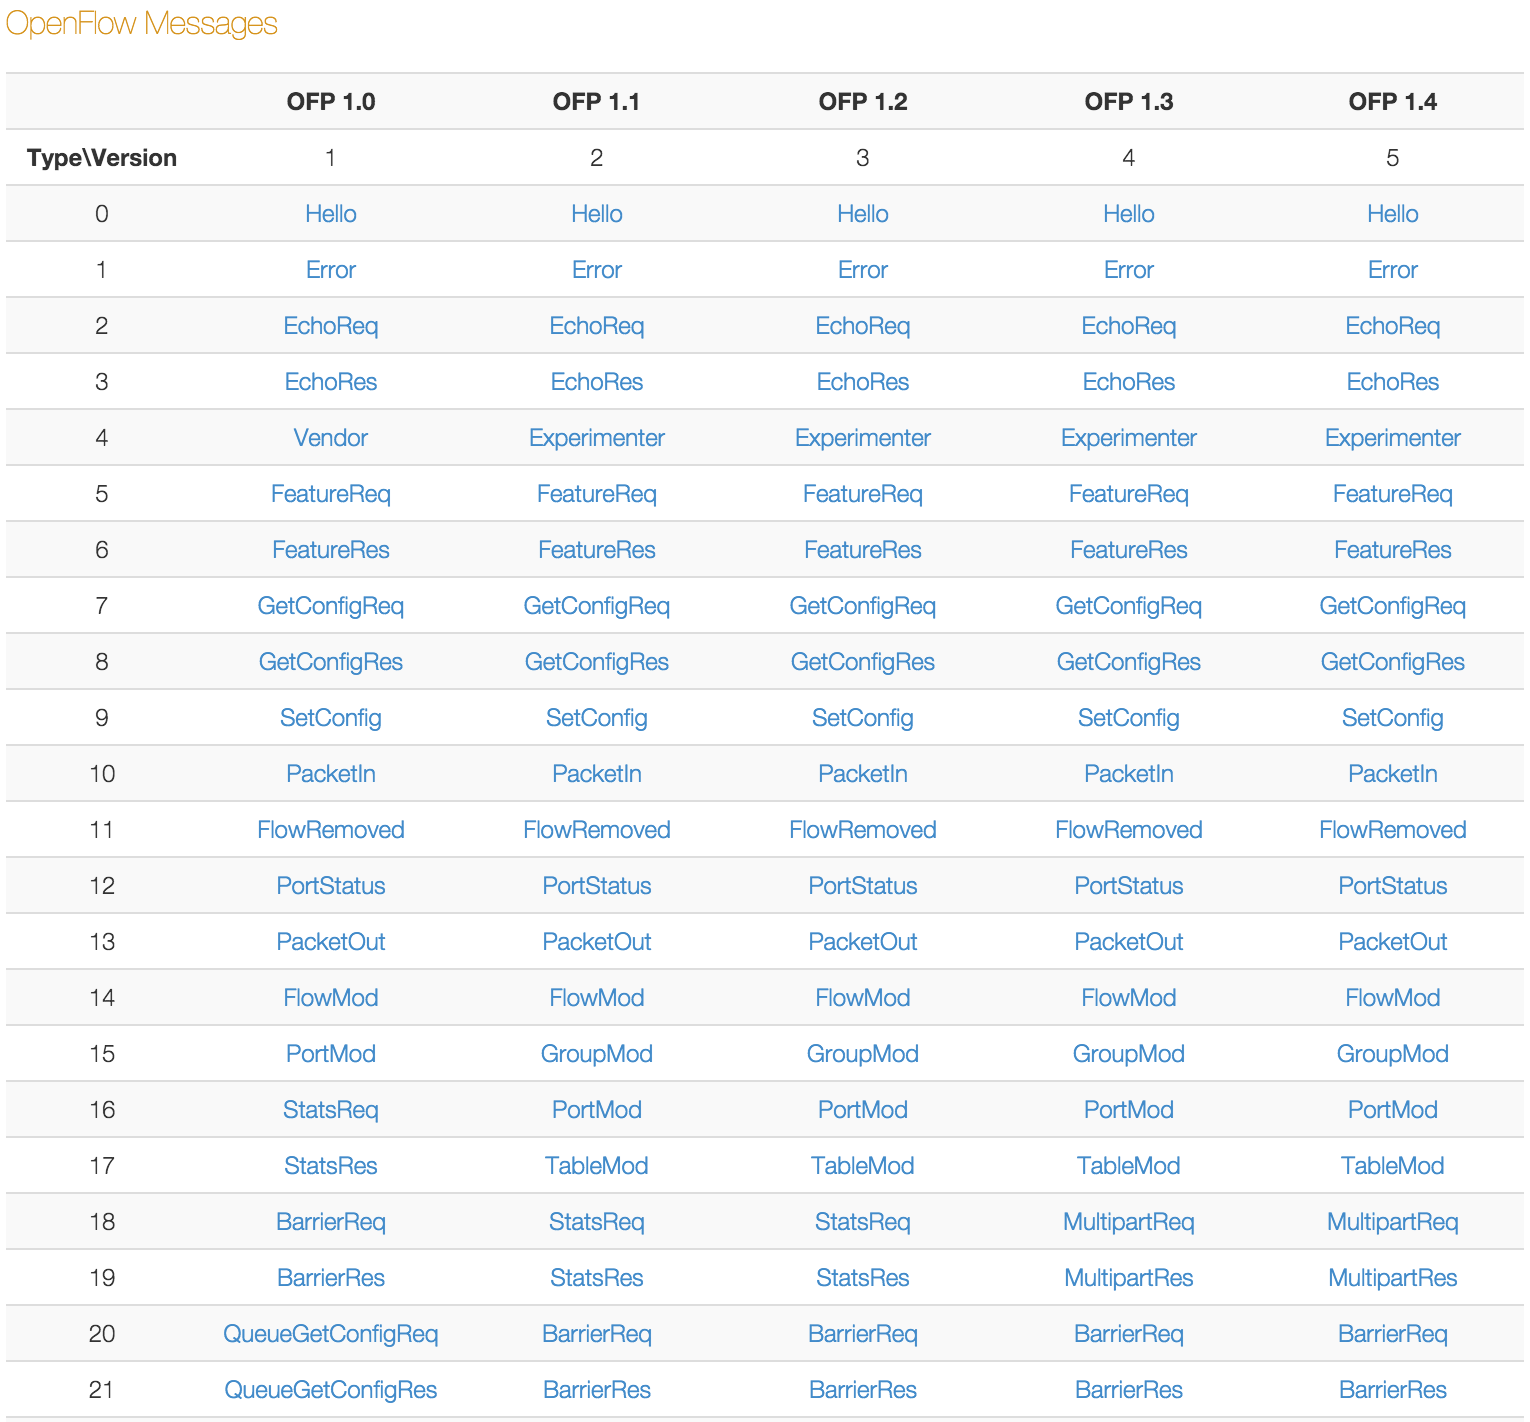 OpenFlow Messages
OFP 1.0 OFP 1.1 OFP 1.2 OFP 1.3 OFP 1.4
Type\Version 1 2 3 4 5
0 Hello Hello Hello Hello Hello
1 Error Error Error Error Error
2 EchoReq EchoReq EchoReq EchoReq EchoReq
3 EchoRes EchoRes EchoRes EchoRes EchoRes
4 Vendor Experimenter Experimenter Experimenter Experimenter
5 FeatureReq FeatureReq FeatureReq FeatureReq FeatureReq
6 FeatureRes FeatureRes FeatureRes FeatureRes FeatureRes
7 GetConfigReq GetConfigReq GetConfigReq GetConfigReq GetConfigReq
8 GetConfigRes GetConfigRes GetConfigRes GetConfigRes GetConfigRes
9 SetConfig SetConfig SetConfig SetConfig SetConfig
10 PacketIn PacketIn PacketIn PacketIn PacketIn
11 FlowRemoved FlowRemoved FlowRemoved FlowRemoved FlowRemoved
12 PortStatus PortStatus PortStatus PortStatus PortStatus
13 PacketOut PacketOut PacketOut PacketOut PacketOut
14 FlowMod FlowMod FlowMod FlowMod FlowMod
15 PortMod GroupMod GroupMod GroupMod GroupMod
16 StatsReq PortMod PortMod PortMod PortMod
17 StatsRes TableMod TableMod TableMod TableMod
18 BarrierReq StatsReq StatsReq MultipartReq MultipartReq
19 BarrierRes StatsRes StatsRes MultipartRes MultipartRes
20 QueueGetConfigReq BarrierReq BarrierReq BarrierReq BarrierReq
21 QueueGetConfigRes BarrierRes BarrierRes BarrierRes BarrierRes